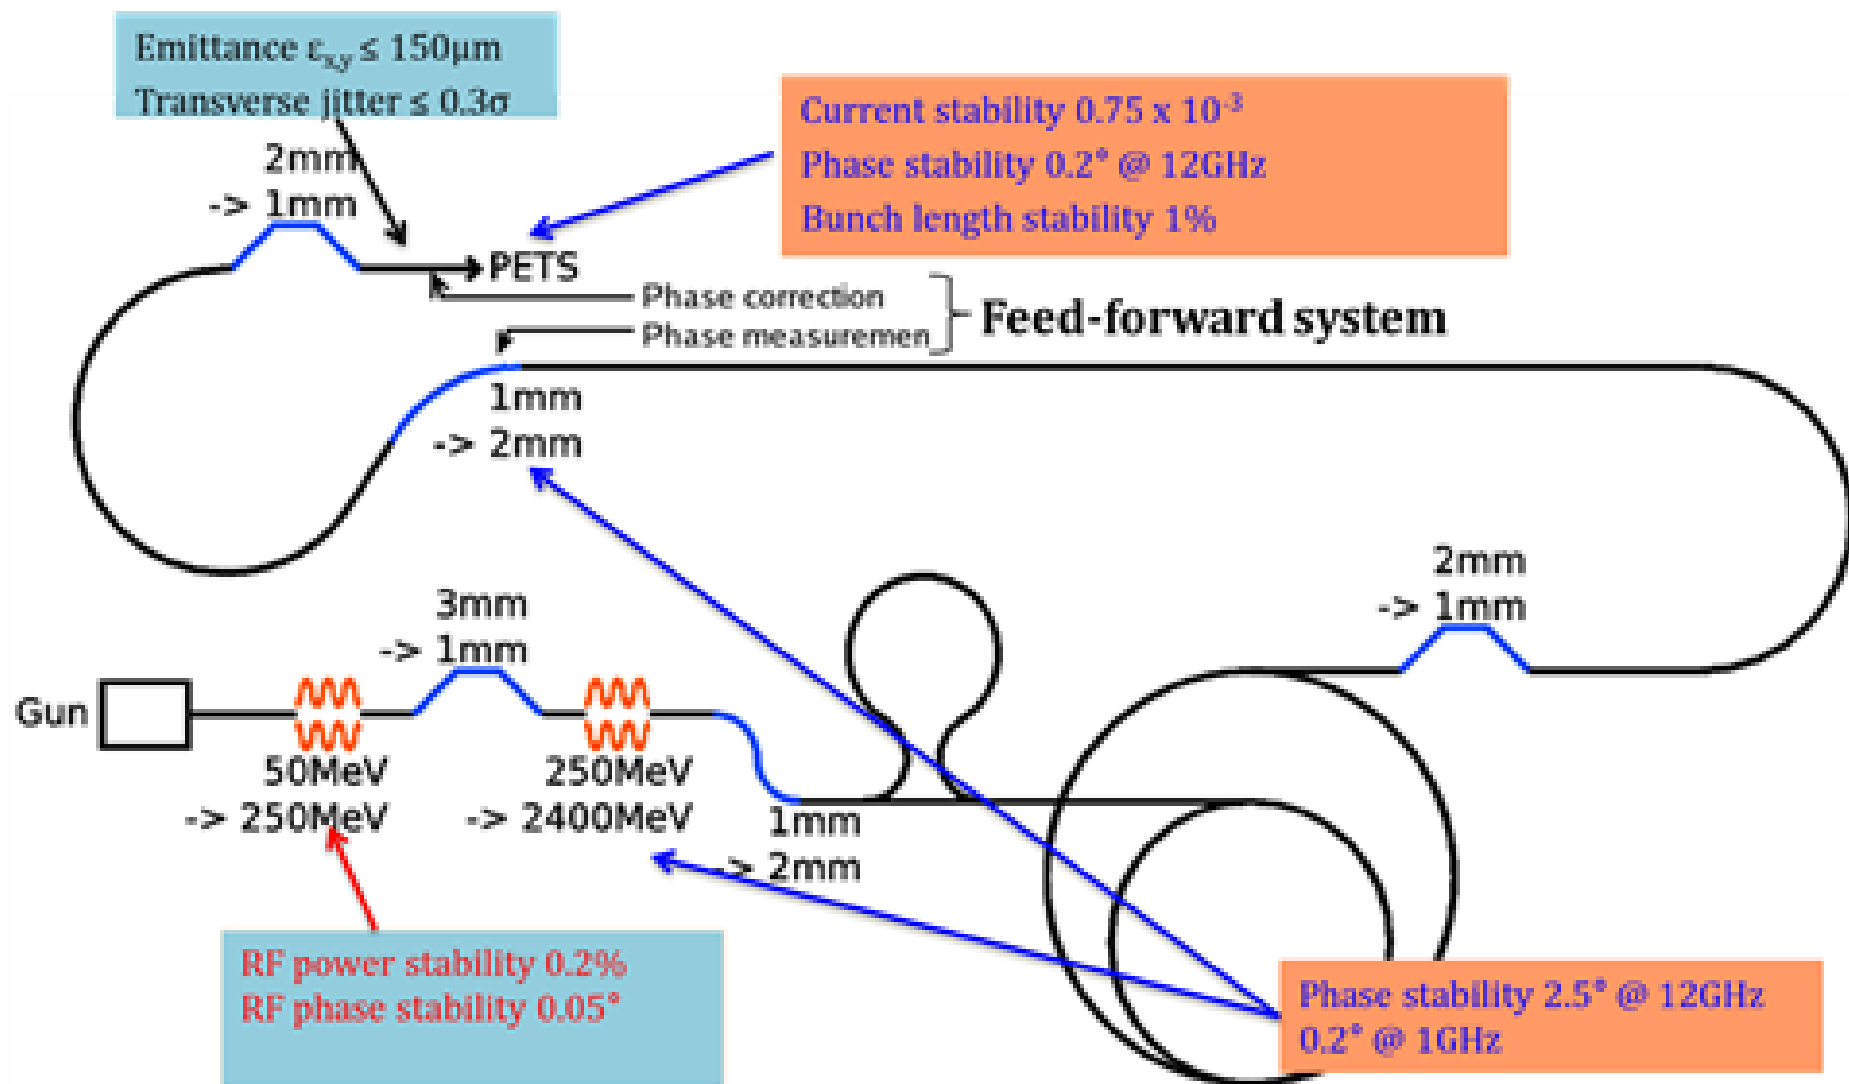 Emittance εx,y ≤ 150μm
Transverse jitter ≤ 0.3σ
Current stability 0.75 x 10-3
Phase stability 0.2° @ 12GHz
Bunch length stability 1%
2mm
-> 1mm
PETS
Phase correction
Phase measuremen
Feed-forward system
1mm
-> 2mm
2mm
-> 1mm
3mm
-> 1mm
Gun
50MeV
-> 250MeV
250MeV
-> 2400MeV
1mm
-> 2mm
RF power stability 0.2%
RF phase stability 0.05°
Phase stability 2.5° @ 12GHz
0.2° @ 1GHz